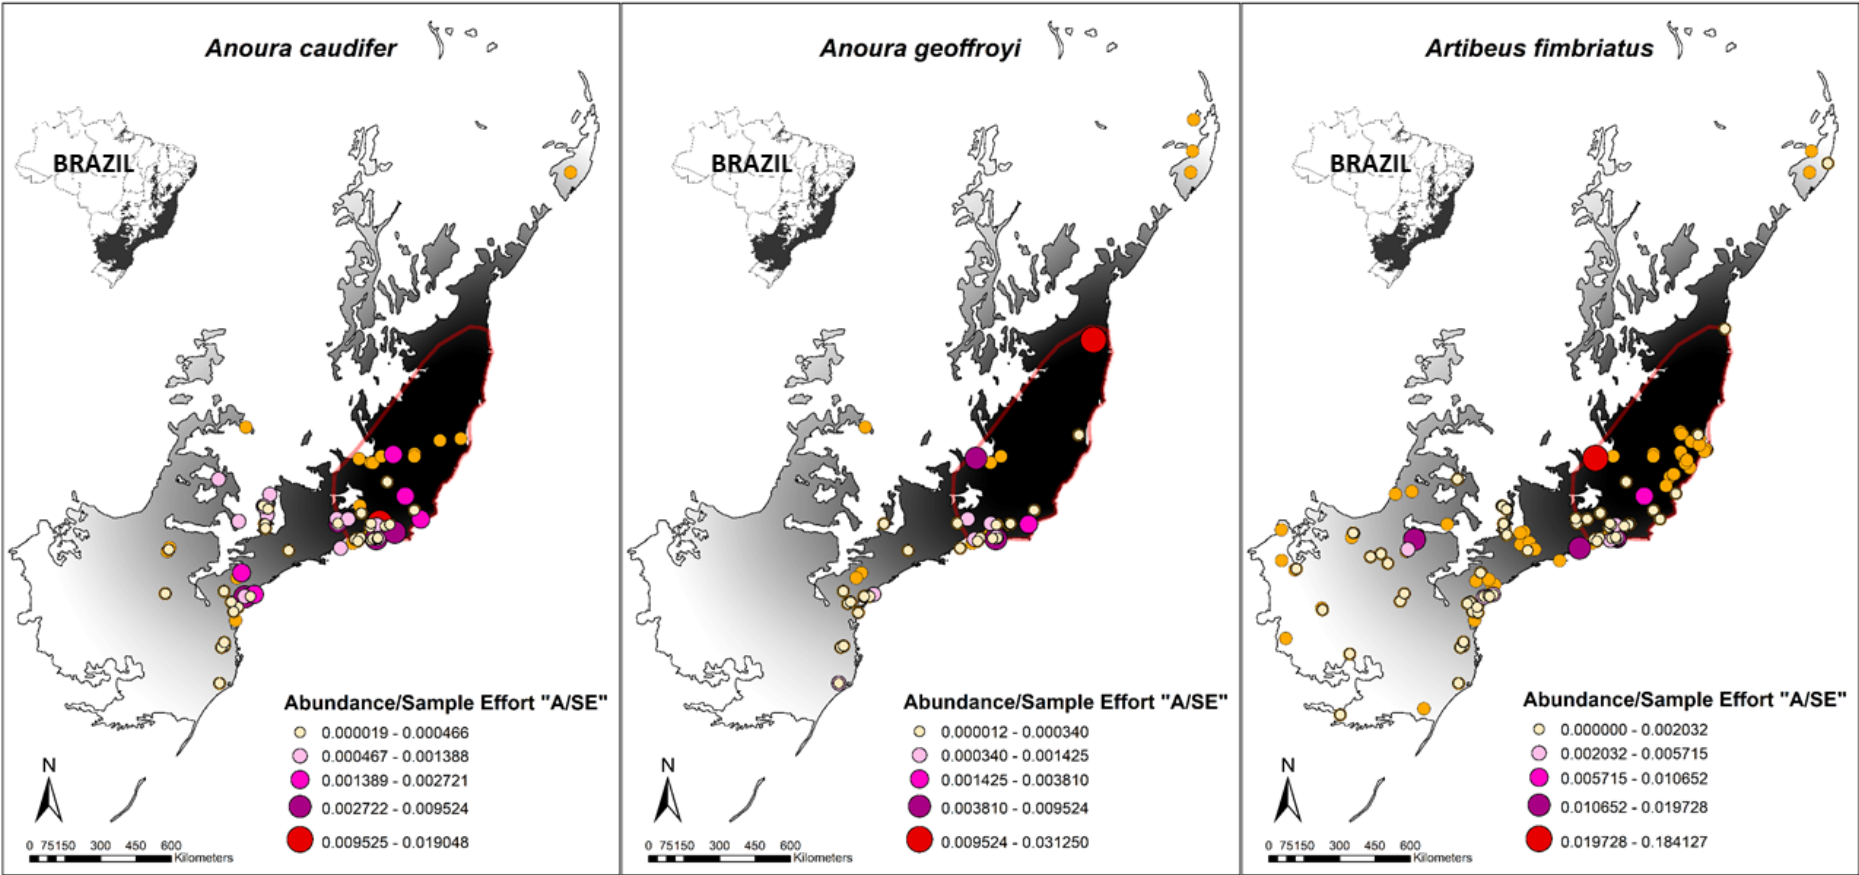 Anoura caudifer
BRAZIL
Abundance/Sample Effort "A/SE"
0.000019 - 0.000466
0.000467 - 0.001388
0.001389 - 0.002721
0.002722 - 0.009524
0.009525 - 0.019048
N
0 75150 300 450 600
Kilometers
Anoura geoffroyi
BRAZIL
Abundance/Sample Effort "A/SE"
0.000012 - 0.000340
0.000340 - 0.001425
0.001425 - 0.003810
0.003810 - 0.009524
0.009524 - 0.031250
N
0 75150 300 450 600
Kilometers
Artibeus fimbriatus
BRAZIL
Abundance/Sample Effort "A/SE"
0.000000 - 0.002032
0.002032 - 0.005715
0.005715 - 0.010652
0.010652 - 0.019728
0.019728 - 0.184127
N
0 75150 300 450 600
Kilometers